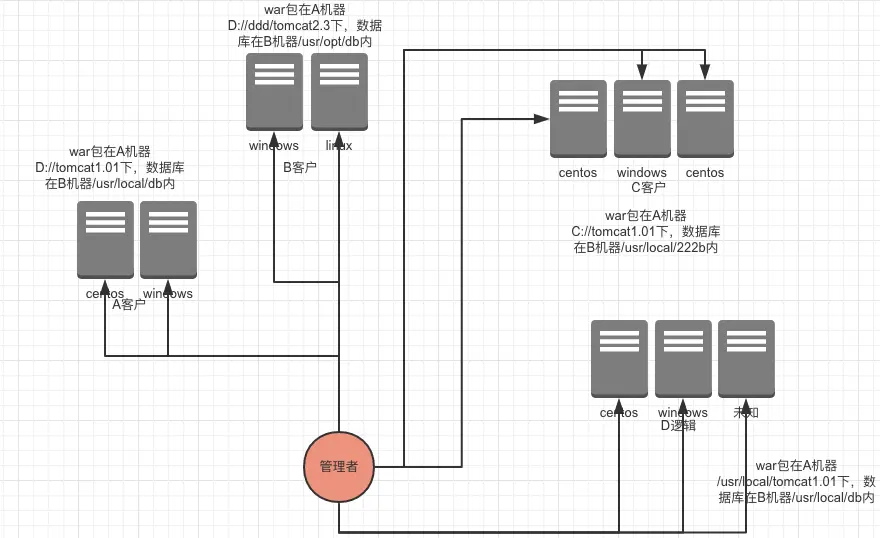 war包在A机器
D://ddd/tomcat2.3下，数据
库在B机器/usr/opt/db内
windows
linux
B客户
war包在A机器
D://tomcat1.01下，数据库
在B机器/usr/local/db内
centos
windows
A客户
centos
windows
centos
C客户
war包在A机器
C://tomcat1.01下，数据库
在B机器/usr/local/222b内
centos
windows
未知
D逻辑
管理者
war包在A机器
/usr/local/tomcat1.01下，数
据库在B机器/usr/local/db内